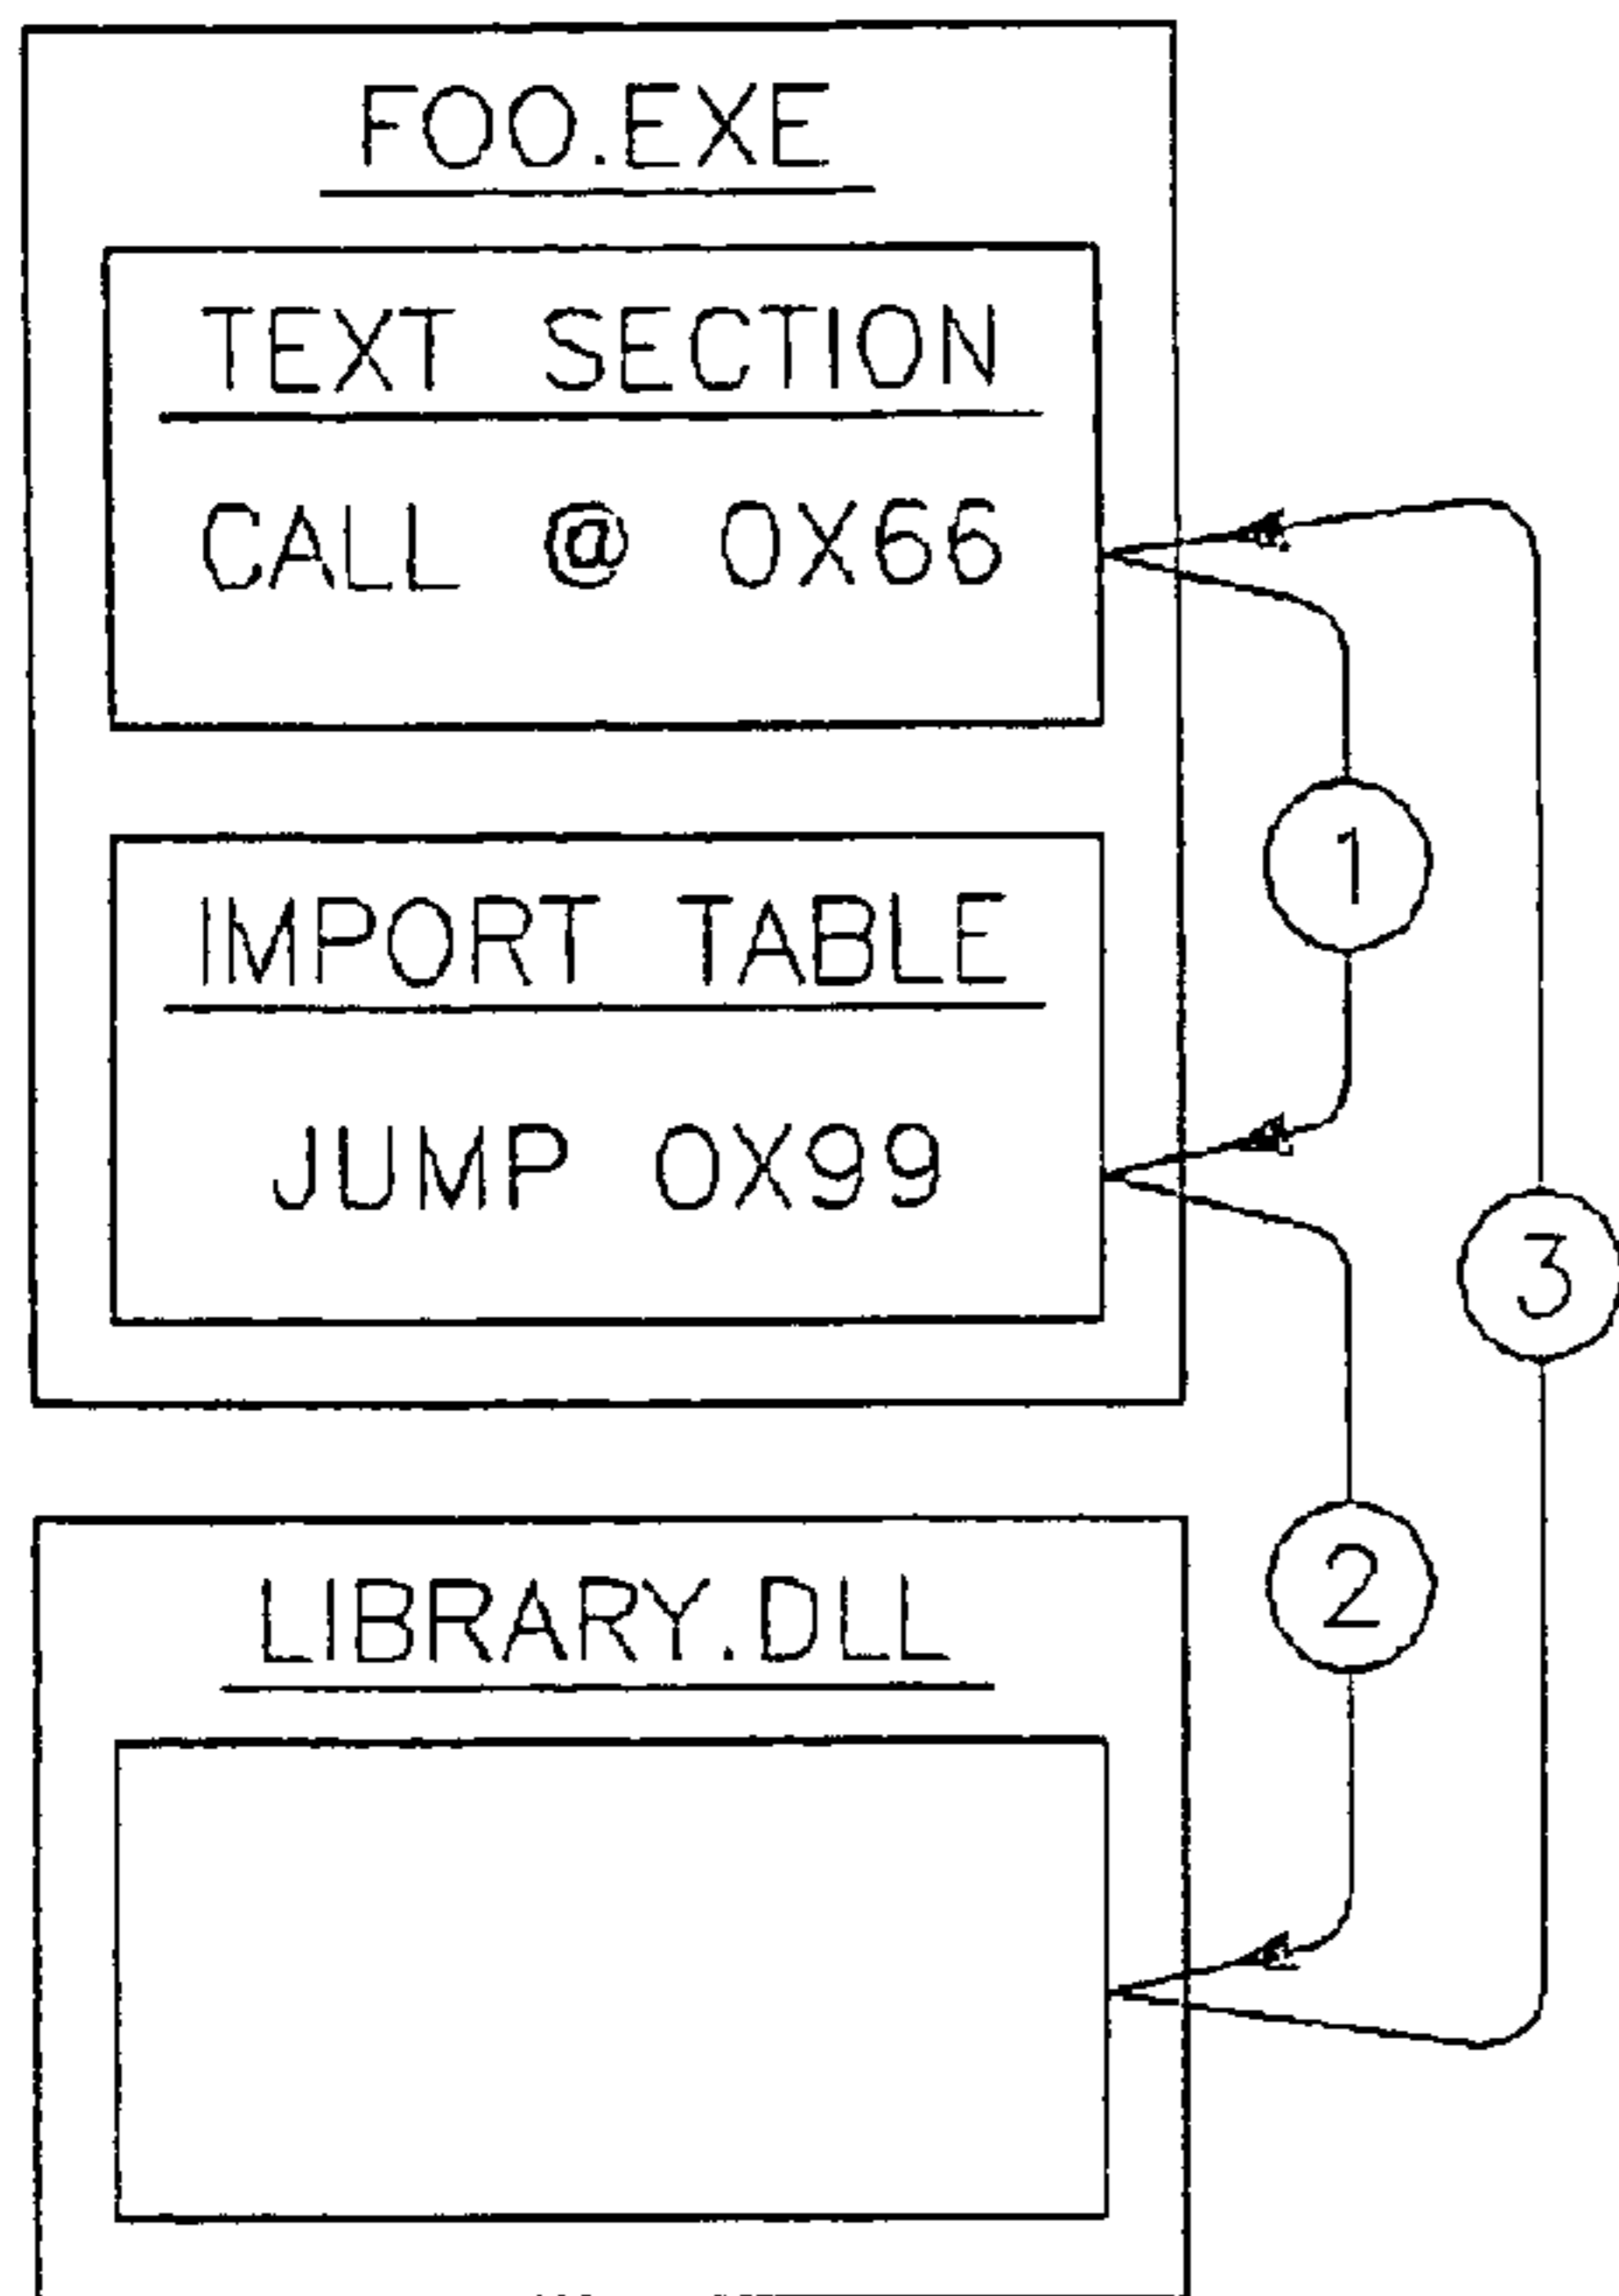 FOO.EXE
TEXT SECTION
CALL @ 0X66
1
IMPORT TABLE
JUMP 0X99
3
2
LIBRARY.DLL